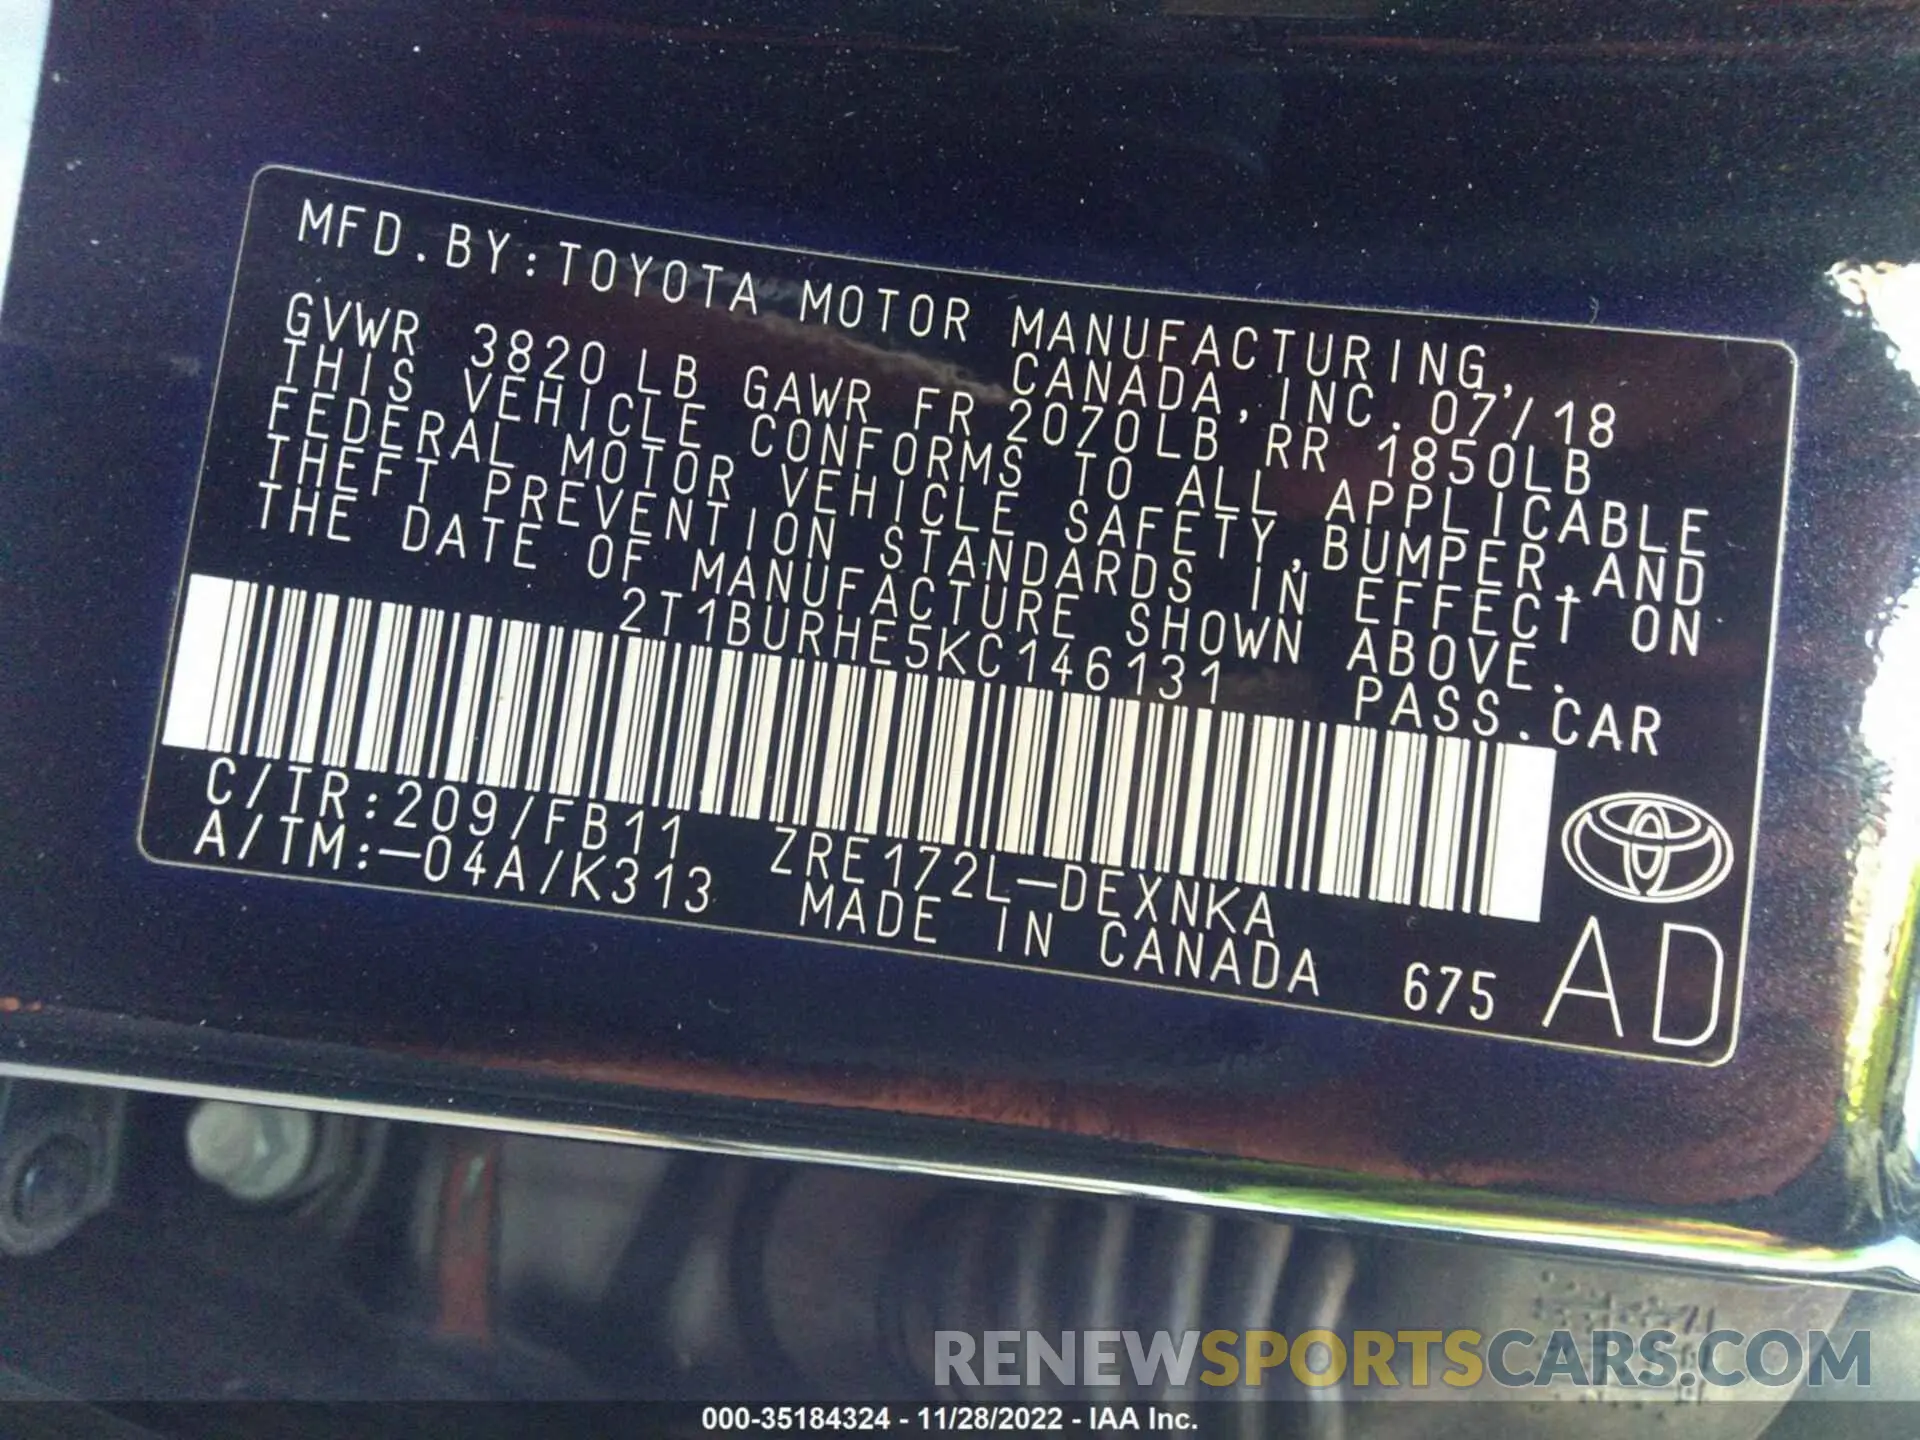 MFD.BY:TOYOTA MOTOR MANUFACTURING,
CANADA,INC. 07/18
GVWR 3820LB GAWR FR 2070LB RR 1850LB
THIS VEHICLE CONFORMS TO ALL APPLICABLE
FEDERAL MOTOR VEHICLE SAFETY,BUMPER,AND
THEFT PREVENTION STANDARDS IN EFFECT ON
THE DATE OF MANUFACTURE SHOWN ABOVE.
2T1BURHE5KC146131 PASS.CAR
C/TR:209/FB11 ZRE172L-DEXNKA
A/TM:-04A/K313 MADE IN CANADA 675 AD
RENEWSPORTSCARS.COM
000-35184324 - 11/28/2022 - IAA Inc.